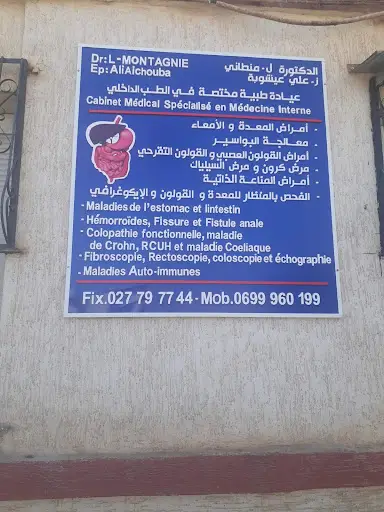 Dr:L-MONTAGNIE
Ep:AliAichouba
الدكتورة ل. منطاني
ز. علي عيشوبة
عيادة طبية مختصة في الطب الداخلي
Cabinet Médical Spécialisé en Médecine Interne
- أمراض المعدة و الأمعاء
- معالجة البواسير
- أمراض القولون العصبي و القولون التقرحي
- مرض كرون و مرض السيلياك
- أمراض المناعة الذاتية
- الفحص بالمنظار للمعدة و القولون و الإيكوغرافي
- Maladies de l'estomac et lintestin
- Hémorroïdes, Fissure et Fistule anale
- Colopathie fonctionnelle, maladie
de Crohn, RCUH et maladie Coeliaque
- Fibroscopie, Rectoscopie, coloscopie et échographie
- Maladies Auto-immunes
Fix.027 79 77 44 - Mob.0699 960 199